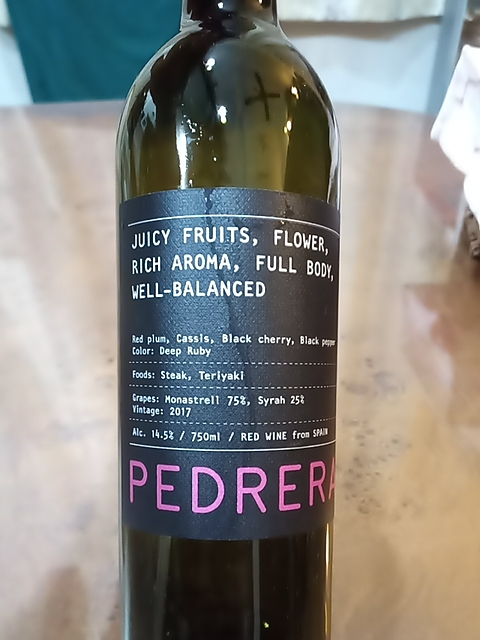 JUICY FRUITS, FLOWER,
RICH AROMA, FULL BODY,
WELL-BALANCED
Red plum, Cassis, Black cherry, Black pepper
Color: Deep Ruby
Foods: Steak, Teriyaki
Grapes: Monastrell 75%, Syrah 25%
Vintage: 2017
Alc. 14.5% / 750ml / RED WINE from SPAIN
PEDRERA